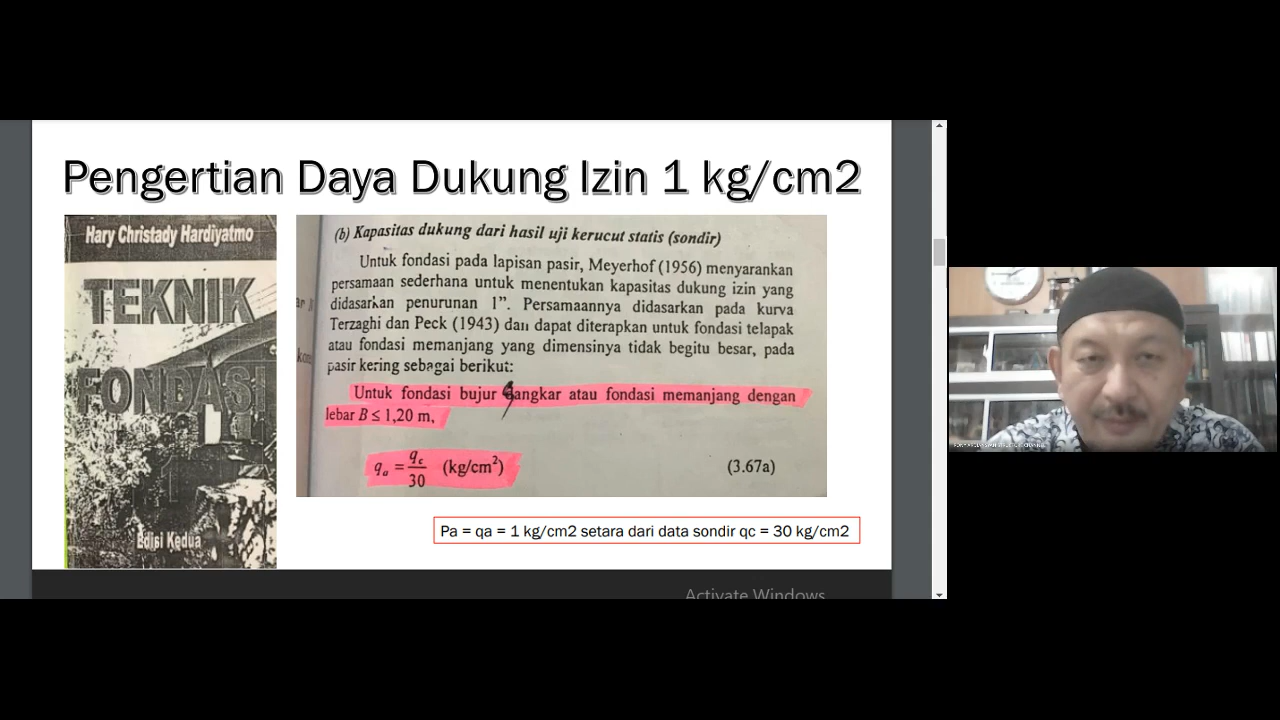 Pengertian Daya Dukung Izin 1 kg/cm2
Hary Christady Hardiyatmo
TEKNIK
FONDASI
II
Edisi Kedua
(b) Kapasitas dukung dari hasil uji kerucut statis (sondir)
Untuk fondasi pada lapisan pasir, Meyerhof (1956) menyarankan
persamaan sederhana untuk menentukan kapasitas dukung izin yang
didasarkan penurunan 1”. Persamaannya didasarkan pada kurva
Terzaghi dan Peck (1943) dan dapat diterapkan untuk fondasi telapak
atau fondasi memanjang yang dimensinya tidak begitu besar, pada
pasir kering sebagai berikut:
Untuk fondasi bujur sangkar atau fondasi memanjang dengan
lebar B ≤ 1,20 m,
qa = qc/30 (kg/cm²) (3.67a)
Pa = qa = 1 kg/cm2 setara dari data sondir qc = 30 kg/cm2
Activate Windows